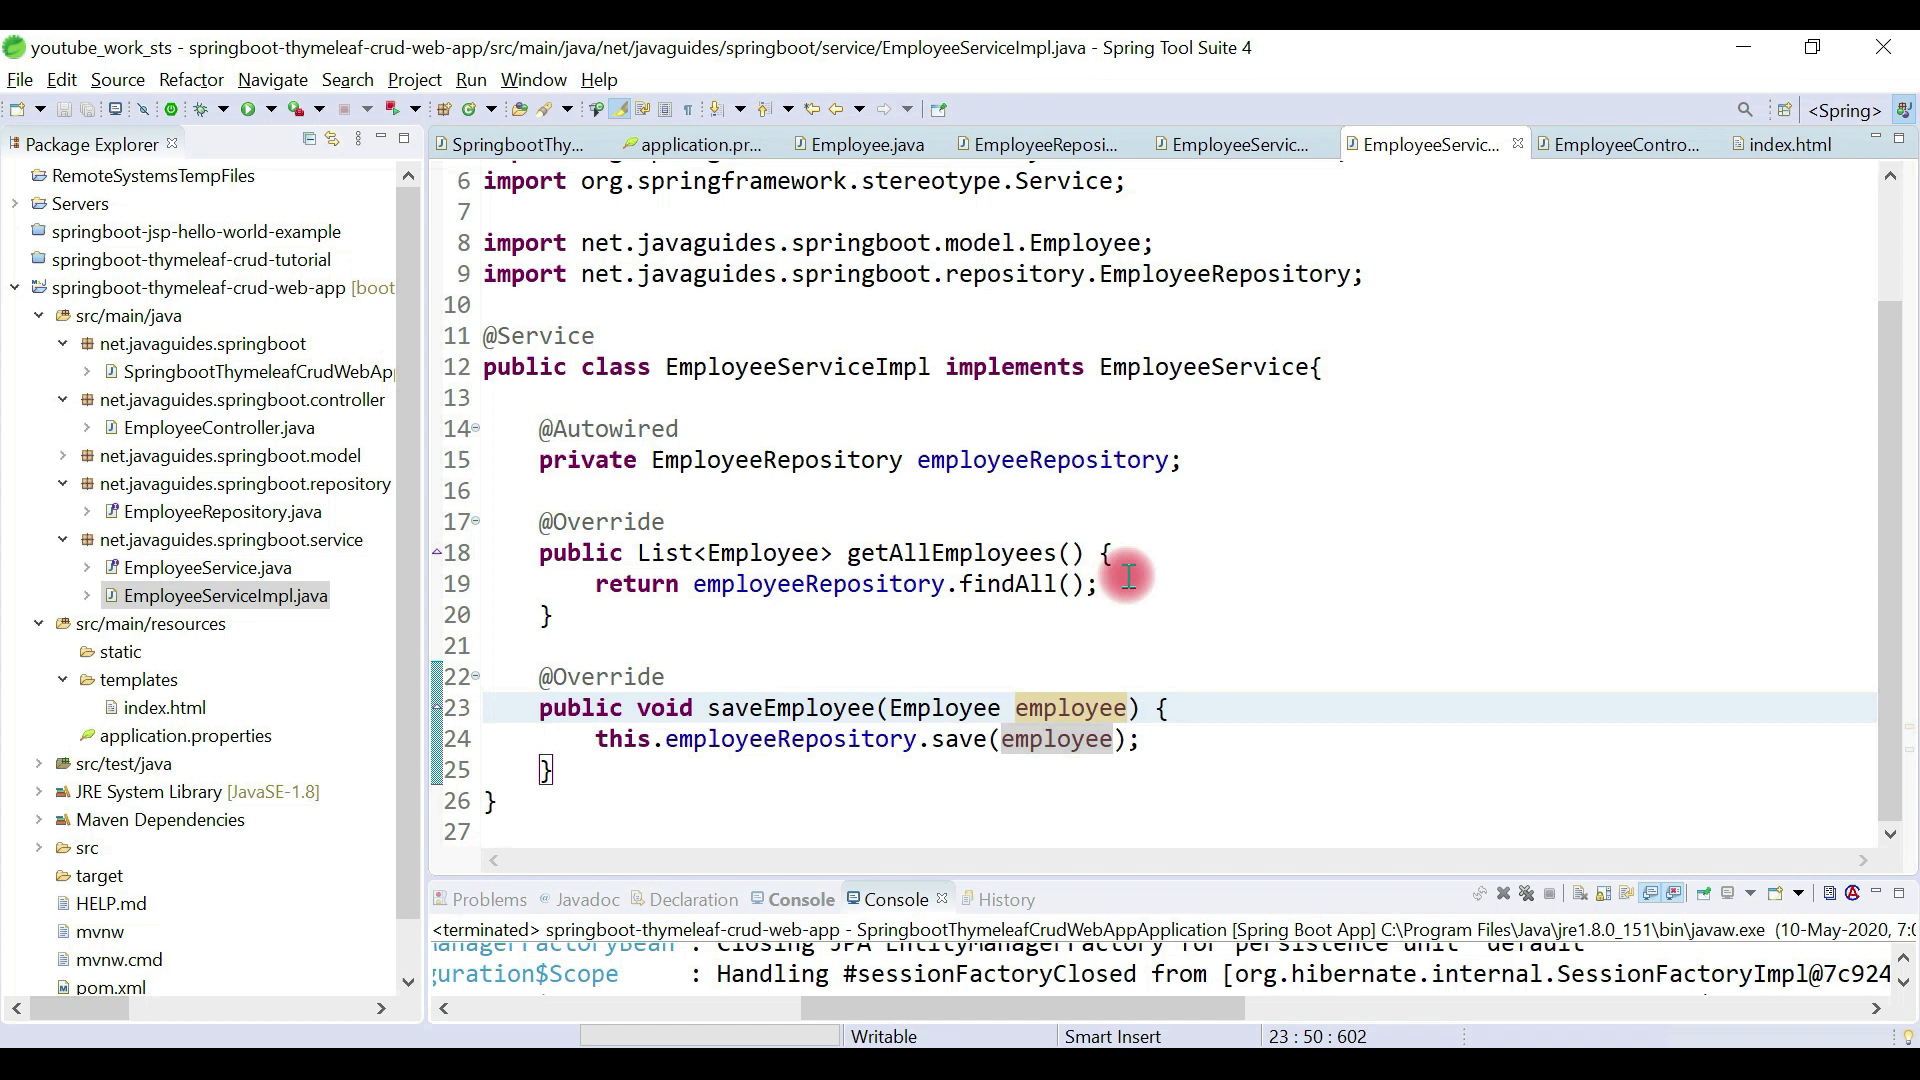 youtube_work_sts - springboot-thymeleaf-crud-web-app/src/main/java/net/javaguides/springboot/service/EmployeeServiceImpl.java - Spring Tool Suite 4
File Edit Source Refactor Navigate Search Project Run Window Help
<Spring>
Package Explorer
RemoteSystemsTempFiles
Servers
springboot-jsp-hello-world-example
springboot-thymeleaf-crud-tutorial
springboot-thymeleaf-crud-web-app [boot
src/main/java
net.javaguides.springboot
SpringbootThymeleafCrudWebAp
net.javaguides.springboot.controller
EmployeeController.java
net.javaguides.springboot.model
net.javaguides.springboot.repository
EmployeeRepository.java
net.javaguides.springboot.service
EmployeeService.java
EmployeeServiceImpl.java
src/main/resources
static
templates
index.html
application.properties
src/test/java
JRE System Library [JavaSE-1.8]
Maven Dependencies
src
target
HELP.md
mvnw
mvnw.cmd
pom.xml
SpringbootThy... application.pr... Employee.java EmployeeReposi... EmployeeServic... EmployeeServic... EmployeeContro... index.html
6 import org.springframework.stereotype.Service;
7
8 import net.javaguides.springboot.model.Employee;
9 import net.javaguides.springboot.repository.EmployeeRepository;
10
11 @Service
12 public class EmployeeServiceImpl implements EmployeeService{
13
14 @Autowired
15 private EmployeeRepository employeeRepository;
16
17 @Override
18 public List<Employee> getAllEmployees() {
19 return employeeRepository.findAll();
20 }
21
22 @Override
23 public void saveEmployee(Employee employee) {
24 this.employeeRepository.save(employee);
25 }
26 }
27
Problems Javadoc Declaration Console Console History
<terminated> springboot-thymeleaf-crud-web-app - SpringbootThymeleafCrudWebAppApplication [Spring Boot App] C:\Program Files\Java\jre1.8.0_151\bin\javaw.exe (10-May-2020, 7:0
anagerFactoryBean : Closing JPA EntityManagerFactory for persistence unit 'default'
guration$Scope : Handling #sessionFactoryClosed from [org.hibernate.internal.SessionFactoryImpl@7c924
Writable Smart Insert 23 : 50 : 602